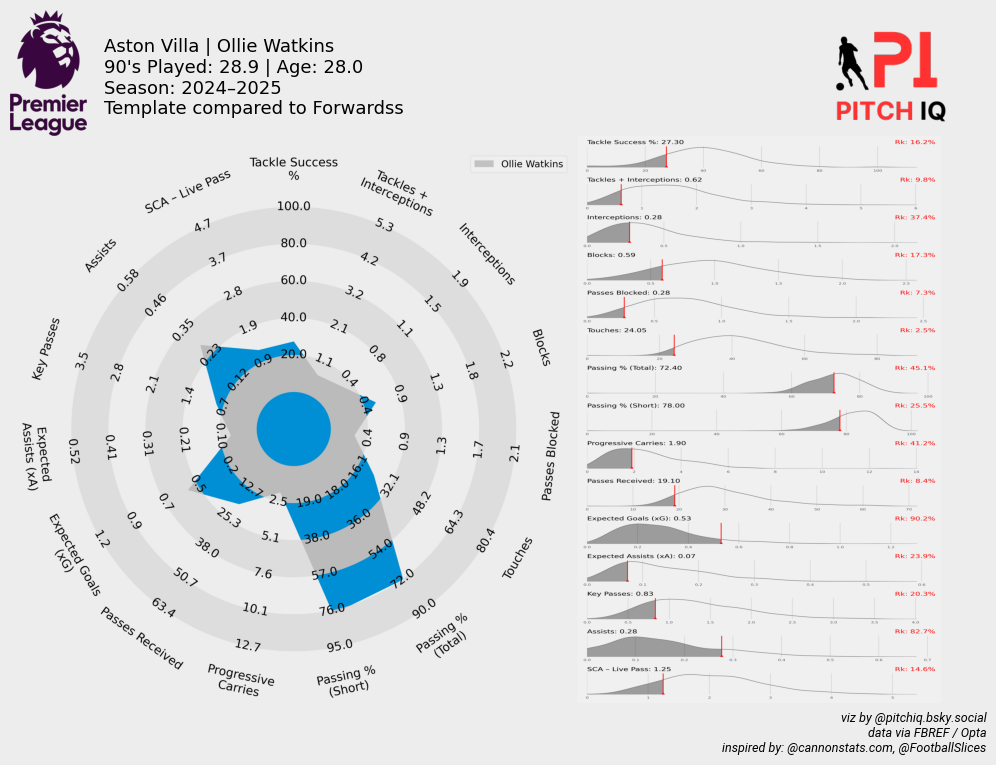 Premier
League
Aston Villa | Ollie Watkins
90's Played: 28.9 | Age: 28.0
Season: 2024–2025
Template compared to Forwardss
PI
PITCH IQ
Ollie Watkins
Tackle Success
%
Tackles +
Interceptions
Interceptions
Blocks
Passes Blocked
Touches
Passing %
(Total)
Passing %
(Short)
Progressive
Carries
Passes Received
Expected Goals
(xG)
Expected
Assists (xA)
Key Passes
Assists
SCA – Live Pass
20.0
40.0
60.0
80.0
100.0
1.1
2.1
3.2
4.2
5.3
0.4
0.8
1.1
1.5
1.9
0.4
0.9
1.3
1.8
2.2
0.4
0.9
1.3
1.7
2.1
16.1
32.1
48.2
64.3
80.4
18.0
36.0
54.0
72.0
90.0
19.0
38.0
57.0
76.0
95.0
2.5
5.1
7.6
10.1
12.7
12.7
25.3
38.0
50.7
63.4
0.2
0.5
0.7
0.9
1.2
0.10
0.21
0.31
0.41
0.52
0.7
1.4
2.1
2.8
3.5
0.12
0.23
0.35
0.46
0.58
0.9
1.9
2.8
3.7
4.7
Tackle Success %: 27.30 Rk: 16.2%
Tackles + Interceptions: 0.62 Rk: 9.8%
Interceptions: 0.28 Rk: 37.4%
Blocks: 0.59 Rk: 17.3%
Passes Blocked: 0.28 Rk: 7.3%
Touches: 24.05 Rk: 2.5%
Passing % (Total): 72.40 Rk: 45.1%
Passing % (Short): 78.00 Rk: 25.5%
Progressive Carries: 1.90 Rk: 41.2%
Passes Received: 19.10 Rk: 8.4%
Expected Goals (xG): 0.53 Rk: 90.2%
Expected Assists (xA): 0.07 Rk: 23.9%
Key Passes: 0.83 Rk: 20.3%
Assists: 0.28 Rk: 82.7%
SCA – Live Pass: 1.25 Rk: 14.6%
viz by @pitchiq.bsky.social
data via FBREF / Opta
inspired by: @cannonstats.com, @FootballSlices